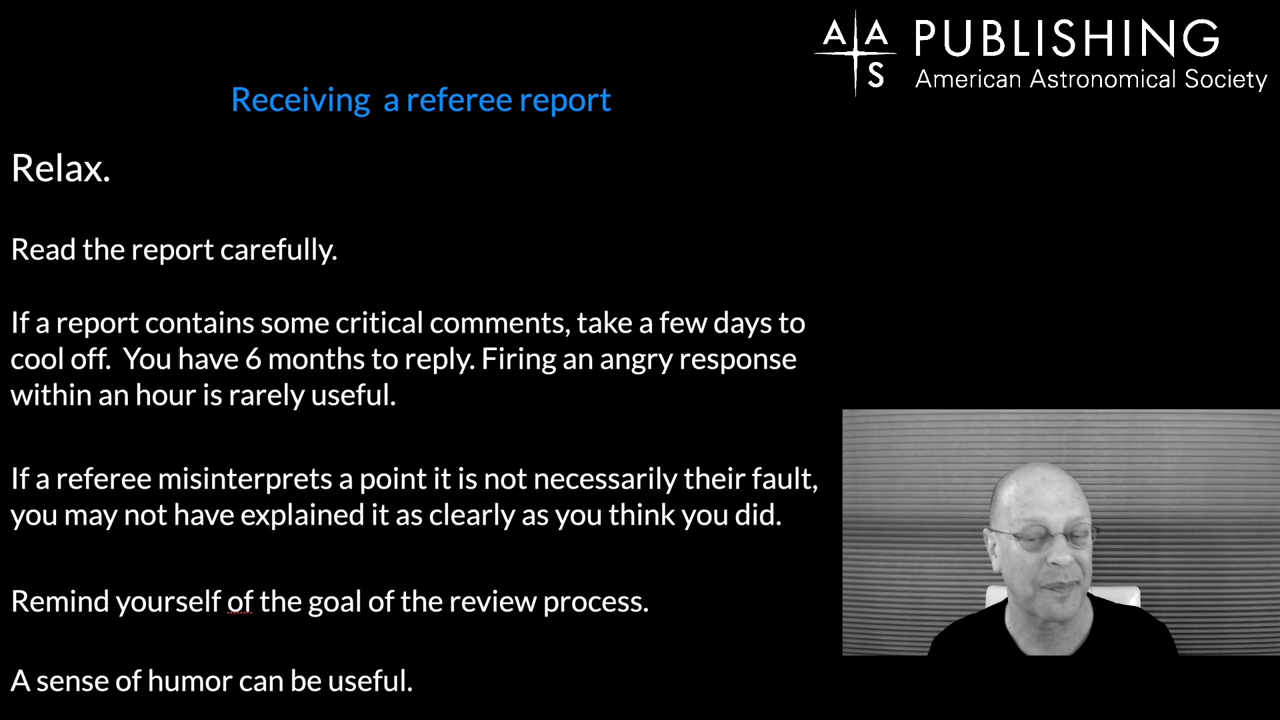 A A
S
PUBLISHING
American Astronomical Society
Receiving a referee report
Relax.
Read the report carefully.
If a report contains some critical comments, take a few days to
cool off. You have 6 months to reply. Firing an angry response
within an hour is rarely useful.
If a referee misinterprets a point it is not necessarily their fault,
you may not have explained it as clearly as you think you did.
Remind yourself of the goal of the review process.
A sense of humor can be useful.